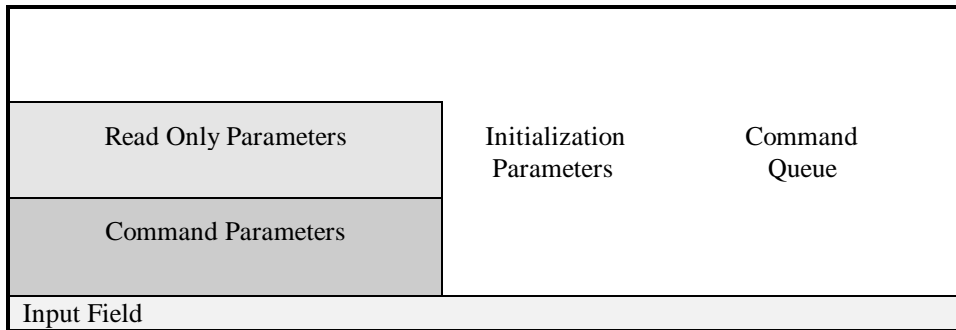 Read Only Parameters
Initialization
Parameters
Command
Queue
Command Parameters
Input Field